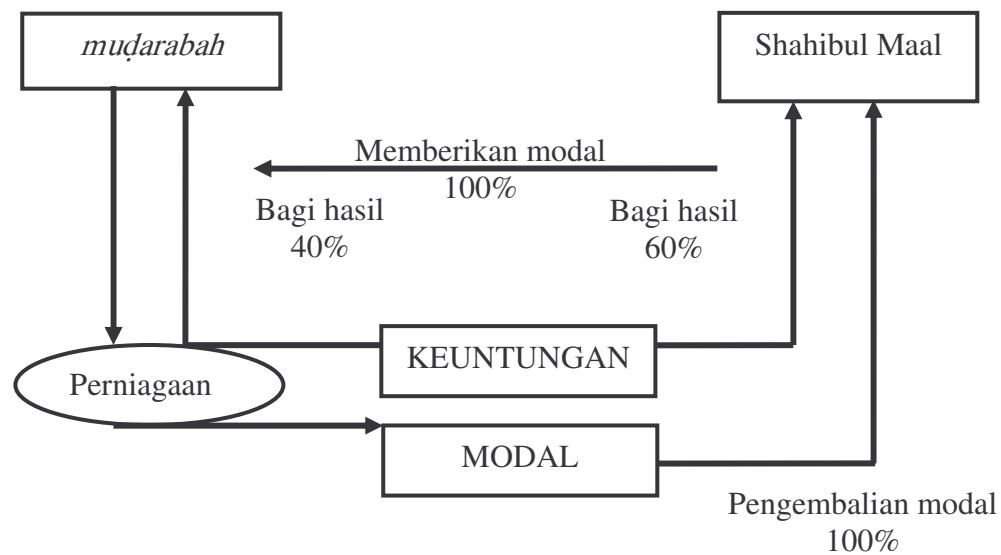 muḍarabah
Shahibul Maal
Memberikan modal
100%
Bagi hasil
40%
Bagi hasil
60%
KEUNTUNGAN
Perniagaan
MODAL
Pengembalian modal
100%